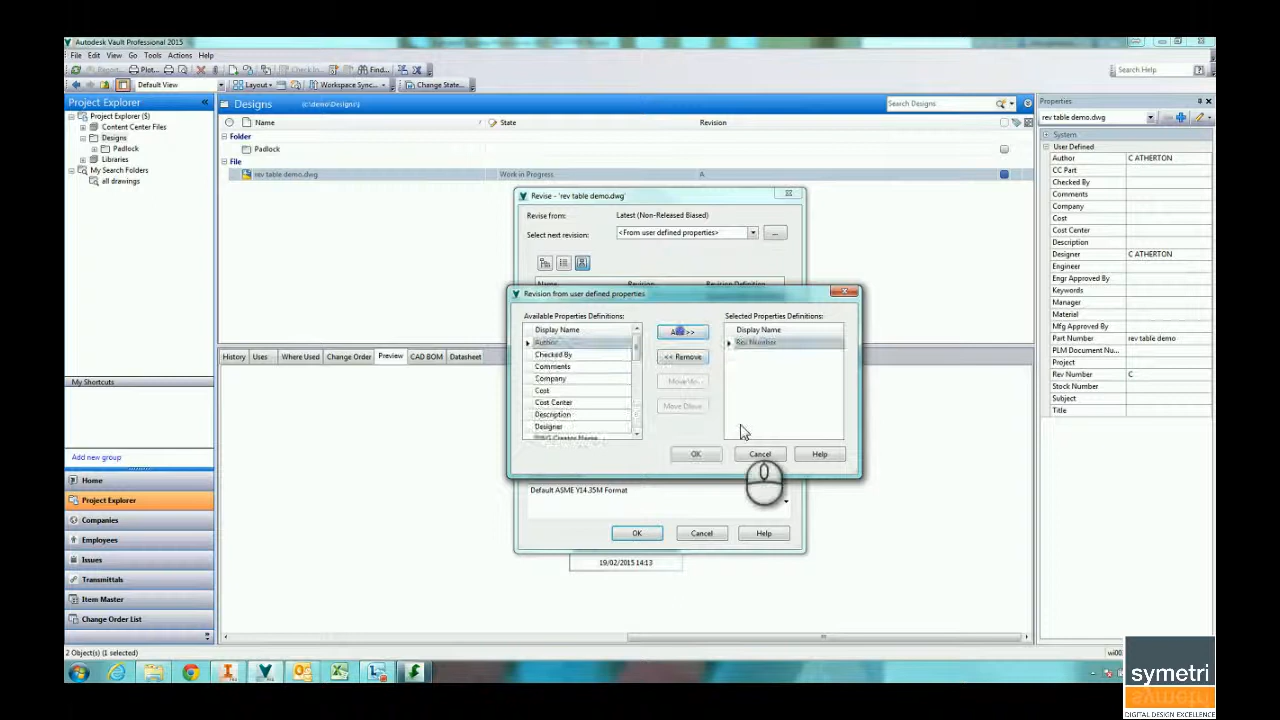 Autodesk Vault Professional 2015
File Edit View Go Tools Actions Help
Plot... Find...
Search Help
Default View
Layout
Workspace Sync...
Change State...
Project Explorer
Project Explorer ($)
Content Center Files
Designs
Padlock
Libraries
My Search Folders
all drawings
My Shortcuts
Add new group
Home
Project Explorer
Companies
Employees
Issues
Transmittals
Item Master
Change Order List
2 Object(s) (1 selected)
Designs
Search Designs
Name State Revision
Folder
Padlock
File
rev table demo.dwg Work in Progress A
History Uses Where Used Change Order Preview CAD BOM Datasheet
Revise - 'rev table demo.dwg'
Revise from: Latest (Non-Released Biased)
Select next revision: <From user defined properties> ...
Name Revision Revision Definition
Revision from user defined properties
Available Properties Definitions:
Display Name
Author
Checked By
Comments
Company
Cost
Cost Center
Description
Designer
<< Remove
Selected Properties Definitions:
Display Name
Rev Number
OK Cancel Help
Default ASME Y14.35M Format
OK Cancel Help
19/02/2015 14:13
Properties
rev table demo.dwg
System
User Defined
Author C ATHERTON
CC Part
Checked By
Comments
Company
Cost
Cost Center
Description
Designer C ATHERTON
Engineer
Engr Approved By
Keywords
Manager
Material
Mfg Approved By
Part Number rev table demo
PLM Document Nu...
Project
Rev Number C
Stock Number
Subject
Title
symetri
DIGITAL DESIGN EXCELLENCE